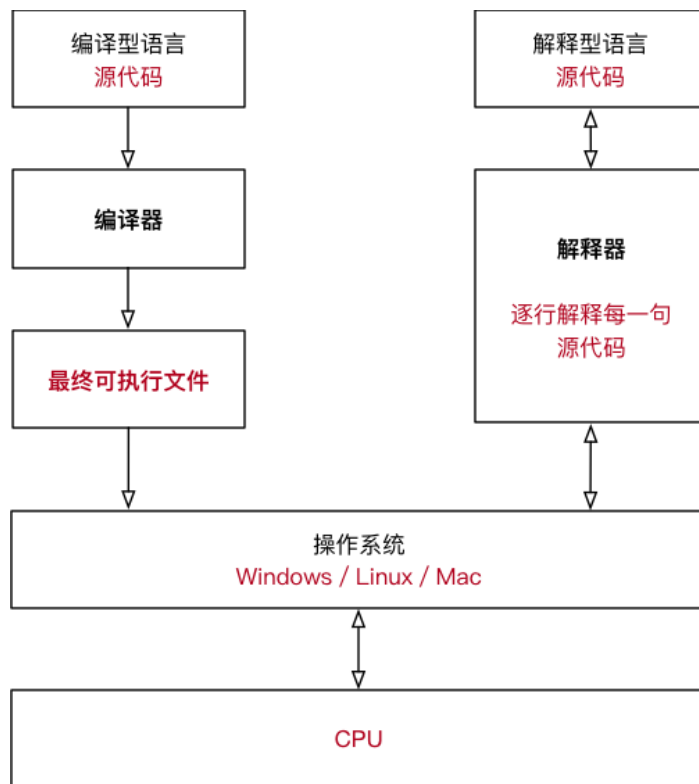 编译型语言
源代码
编译器
最终可执行文件
解释型语言
源代码
解释器
逐行解释每一句
源代码
操作系统
Windows / Linux / Mac
CPU